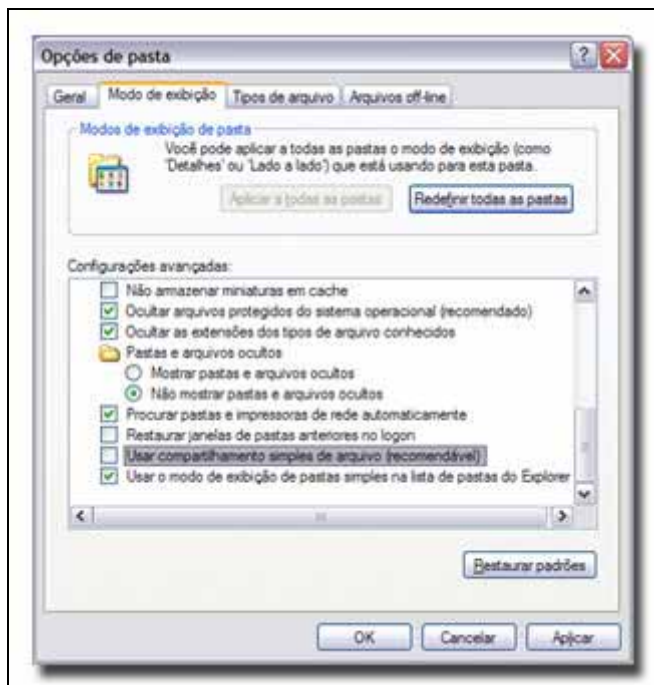 Opções de pasta
Geral Modo de exibição Tipos de arquivo Arquivos off-line
Modos de exibição de pasta
Você pode aplicar a todas as pastas o modo de exibição (como
'Detalhes' ou 'Lado a lado') que está usando para esta pasta.
Aplicar a todas as pastas Redefinir todas as pastas
Configurações avançadas:
Não armazenar miniaturas em cache
Ocultar arquivos protegidos do sistema operacional (recomendado)
Ocultar as extensões dos tipos de arquivo conhecidos
Pastas e arquivos ocultos
Mostrar pastas e arquivos ocultos
Não mostrar pastas e arquivos ocultos
Procurar pastas e impressoras de rede automaticamente
Restaurar janelas de pastas anteriores no logon
Usar compartilhamento simples de arquivo (recomendável)
Usar o modo de exibição de pastas simples na lista de pastas do Explorer
Restaurar padrões
OK Cancelar Aplicar